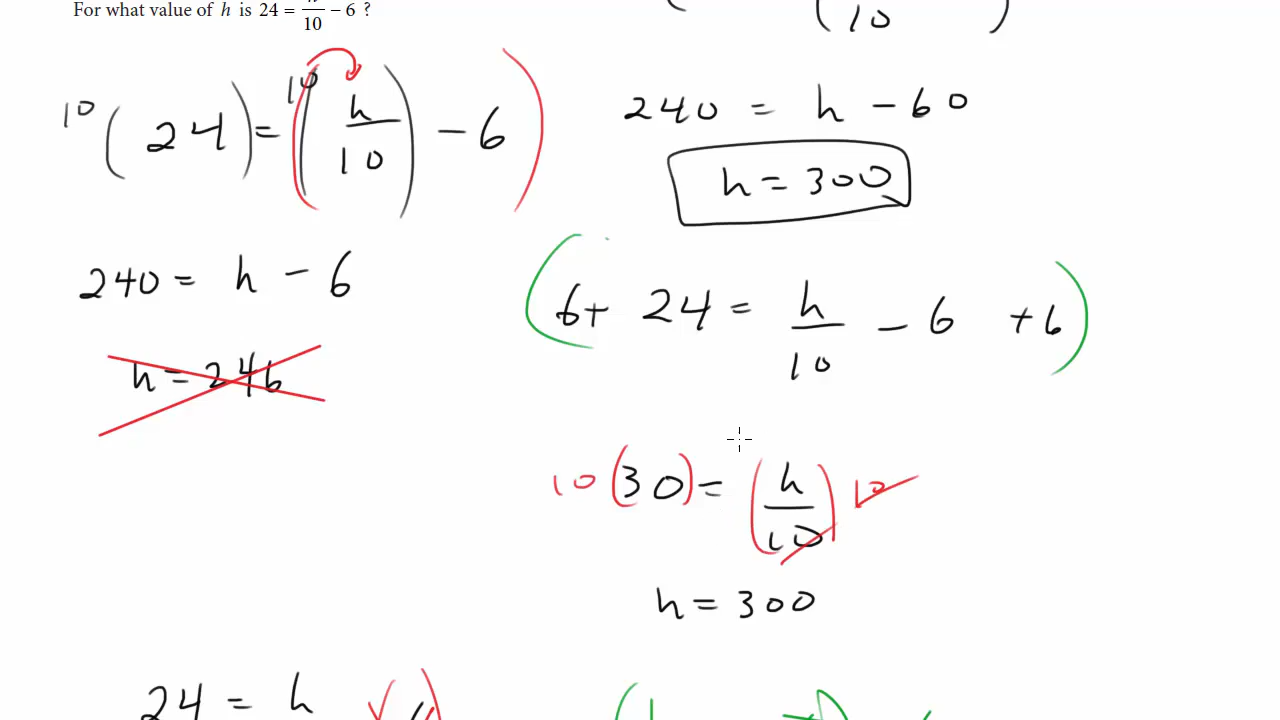 For what value of h is 24 = h/10 − 6 ?
10 ( 24 ) = 10 ( h/10 ) − 6 )
240 = h − 6
h = 246
( 10 )
240 = h − 60
h = 300
( 6 + 24 = h/10 − 6 + 6 )
10 ( 30 ) = ( h/10 ) 10
h = 300
24 = h